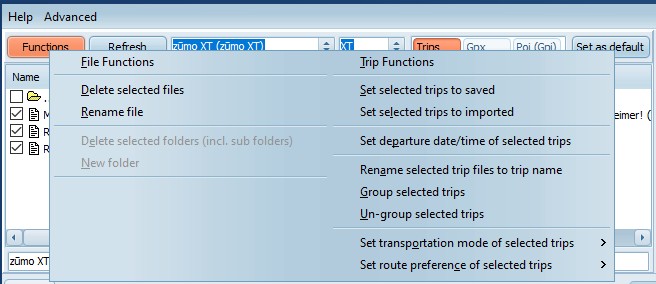 Help Advanced
Functions Refresh zūmo XT (zūmo XT) XT Trips Gpx Poi (Gpi) Set as default
Name
File Functions
Delete selected files
Rename file
Delete selected folders (incl. sub folders)
New folder
Trip Functions
Set selected trips to saved
Set selected trips to imported
Set departure date/time of selected trips
Rename selected trip files to trip name
Group selected trips
Un-group selected trips
Set transportation mode of selected trips
Set route preference of selected trips
..
M
R
R
eimer! (
zūmo XT